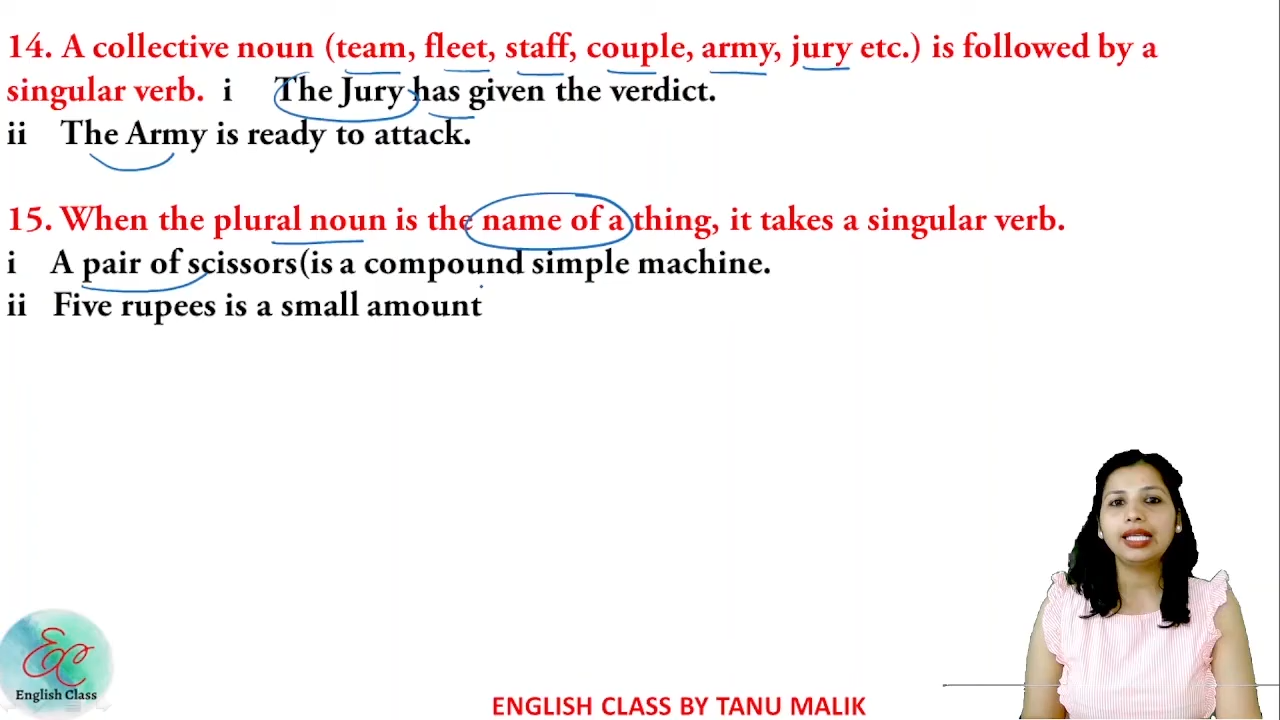 14. A collective noun (team, fleet, staff, couple, army, jury etc.) is followed by a
singular verb. i The Jury has given the verdict.
ii The Army is ready to attack.
15. When the plural noun is the name of a thing, it takes a singular verb.
i A pair of scissors(is a compound simple machine.
ii Five rupees is a small amount
EC
English Class
ENGLISH CLASS BY TANU MALIK